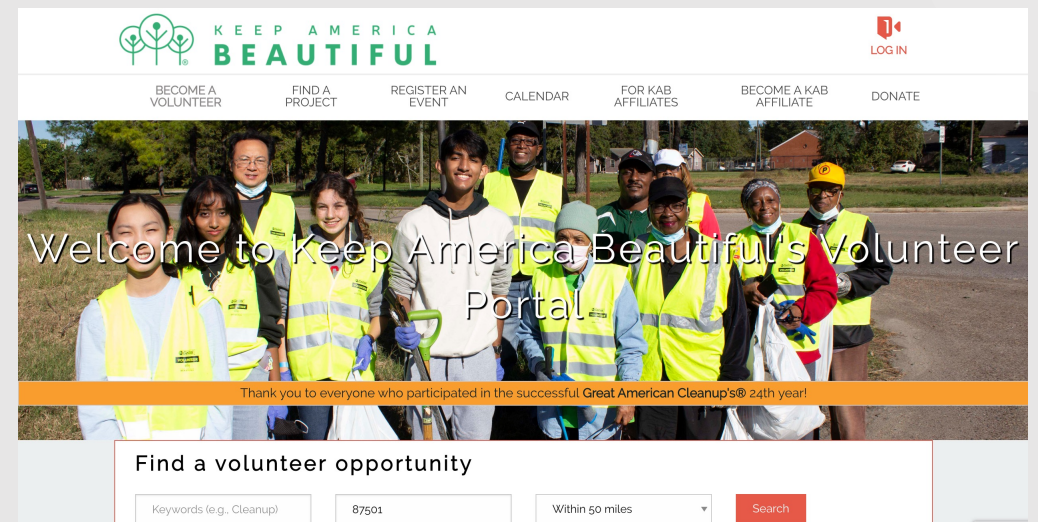 KEEP AMERICA
BEAUTIFUL®
LOG IN
BECOME A
VOLUNTEER
FIND A
PROJECT
REGISTER AN
EVENT
CALENDAR
FOR KAB
AFFILIATES
BECOME A KAB
AFFILIATE
DONATE
Welcome to Keep America Beautiful's Volunteer
Portal
Thank you to everyone who participated in the successful Great American Cleanup's® 24th year!
Find a volunteer opportunity
Keywords (e.g., Cleanup)
87501
Within 50 miles
Search